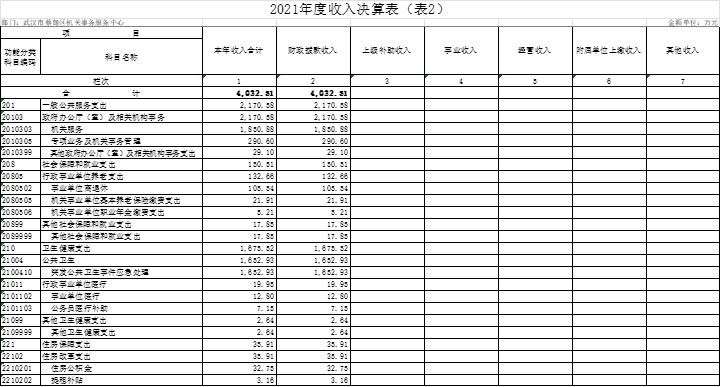 2021年度收入决算表（表2）
部门：武汉市蔡甸区机关事务服务中心 金额单位：万元
项 目 本年收入合计 财政拨款收入 上级补助收入 事业收入 经营收入 附属单位上缴收入 其他收入
功能分类科目编码 科目名称
栏次 1 2 3 4 5 6 7
合 计 4,032.51 4,032.51
201 一般公共服务支出 2,170.58 2,170.58
20103 政府办公厅（室）及相关机构事务 2,170.58 2,170.58
2010303 机关服务 1,850.88 1,850.88
2010305 专项业务及机关事务管理 290.60 290.60
2010399 其他政府办公厅（室）及相关机构事务支出 29.10 29.10
208 社会保障和就业支出 150.51 150.51
20805 行政事业单位养老支出 132.66 132.66
2080502 事业单位离退休 105.54 105.54
2080505 机关事业单位基本养老保险缴费支出 21.91 21.91
2080506 机关事业单位职业年金缴费支出 5.21 5.21
20899 其他社会保障和就业支出 17.85 17.85
2089999 其他社会保障和就业支出 17.85 17.85
210 卫生健康支出 1,675.52 1,675.52
21004 公共卫生 1,652.93 1,652.93
2100410 突发公共卫生事件应急处理 1,652.93 1,652.93
21011 行政事业单位医疗 19.95 19.95
2101102 事业单位医疗 12.80 12.80
2101103 公务员医疗补助 7.15 7.15
21099 其他卫生健康支出 2.64 2.64
2109999 其他卫生健康支出 2.64 2.64
221 住房保障支出 35.91 35.91
22102 住房改革支出 35.91 35.91
2210201 住房公积金 32.75 32.75
2210202 提租补贴 3.16 3.16